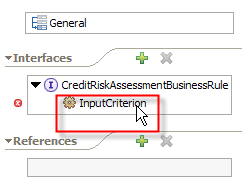 General
Interfaces
CreditRiskAssessmentBusinessRule
InputCriterion
References